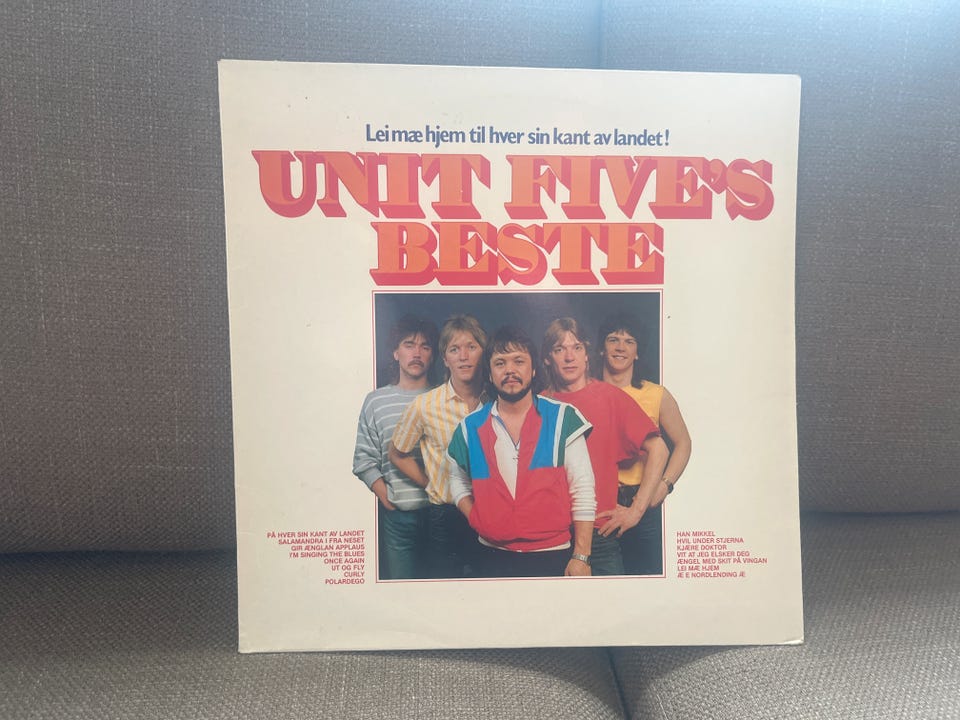 Lei mæ hjem til hver sin kant av landet!
UNIT FIVE'S
BESTE
PÅ HVER SIN KANT AV LANDET
SALAMANDRA I FRA NESET
GIR ÆNGLAN APPLAUS
I'M SINGING THE BLUES
ONCE AGAIN
UT OG FLY
CURLY
POLARDEGO
HAN MIKKEL
HVIL UNDER STJERNA
KJÆRE DOKTOR
VIT AT JEG ELSKER DEG
ÆNGEL MED SKIT PÅ VINGAN
LEI MÆ HJEM
Æ E NORDLENDING Æ